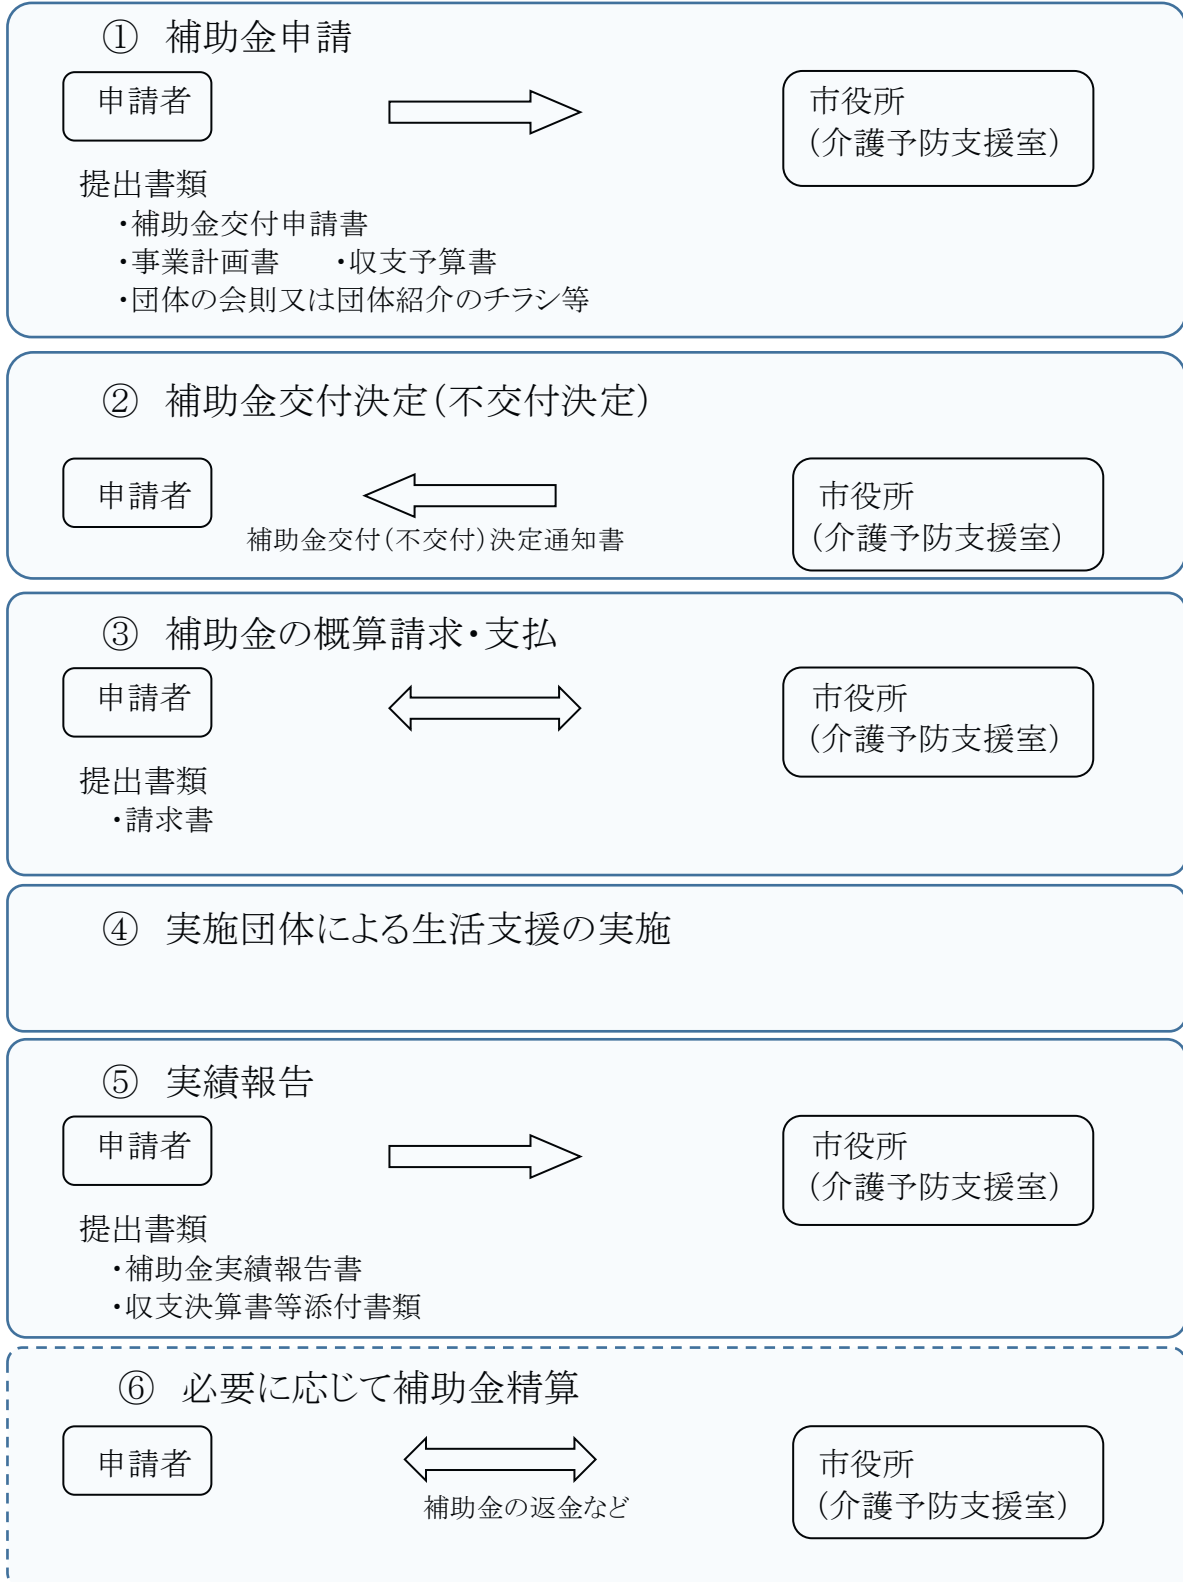 ① 補助金申請
申請者
市役所
(介護予防支援室)
提出書類
・補助金交付申請書
・事業計画書 ・収支予算書
・団体の会則又は団体紹介のチラシ等
② 補助金交付決定(不交付決定)
申請者
市役所
(介護予防支援室)
補助金交付(不交付)決定通知書
③ 補助金の概算請求・支払
申請者
市役所
(介護予防支援室)
提出書類
・請求書
④ 実施団体による生活支援の実施
⑤ 実績報告
申請者
市役所
(介護予防支援室)
提出書類
・補助金実績報告書
・収支決算書等添付書類
⑥ 必要に応じて補助金精算
申請者
市役所
(介護予防支援室)
補助金の返金など